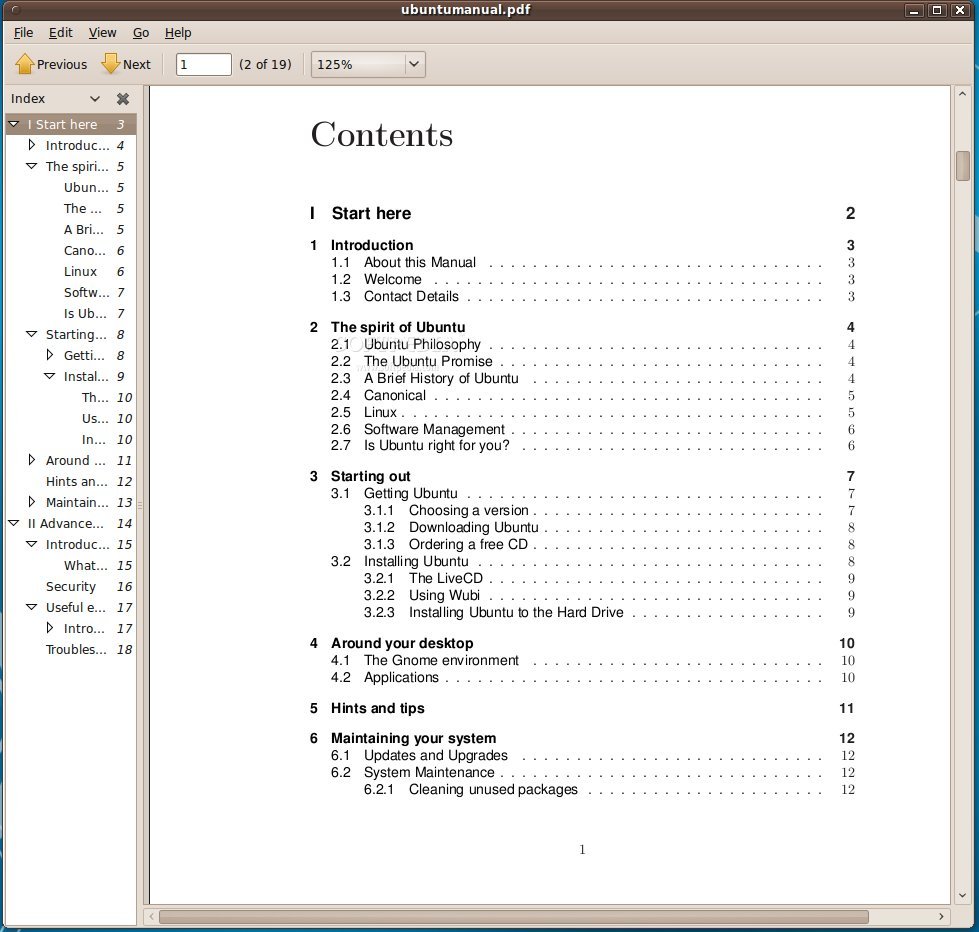 ubuntumanual.pdf
File Edit View Go Help
Previous Next 1 (2 of 19) 125%
Index
I Start here 3
Introduc... 4
The spiri... 5
Ubun... 5
The ... 5
A Bri... 5
Cano... 6
Linux 6
Softw... 7
Is Ub... 7
Starting... 8
Getti... 8
Instal... 9
Th... 10
Us... 10
In... 10
Around ... 11
Hints an... 12
Maintain... 13
II Advance... 14
Introduc... 15
What... 15
Security 16
Useful e... 17
Intro... 17
Troubles... 18
Contents
I Start here 2
1 Introduction 3
1.1 About this Manual . . . . . . . . . . . . . . . . . . . . . . . . . . . . . . . 3
1.2 Welcome . . . . . . . . . . . . . . . . . . . . . . . . . . . . . . . . . . . 3
1.3 Contact Details . . . . . . . . . . . . . . . . . . . . . . . . . . . . . . . . 3
2 The spirit of Ubuntu 4
2.1 Ubuntu Philosophy . . . . . . . . . . . . . . . . . . . . . . . . . . . . . . . 4
2.2 The Ubuntu Promise . . . . . . . . . . . . . . . . . . . . . . . . . . . . . . 4
2.3 A Brief History of Ubuntu . . . . . . . . . . . . . . . . . . . . . . . . . . . 4
2.4 Canonical . . . . . . . . . . . . . . . . . . . . . . . . . . . . . . . . . . . 5
2.5 Linux . . . . . . . . . . . . . . . . . . . . . . . . . . . . . . . . . . . . . 5
2.6 Software Management . . . . . . . . . . . . . . . . . . . . . . . . . . . . . 6
2.7 Is Ubuntu right for you? . . . . . . . . . . . . . . . . . . . . . . . . . . . . 6
3 Starting out 7
3.1 Getting Ubuntu . . . . . . . . . . . . . . . . . . . . . . . . . . . . . . . . 7
3.1.1 Choosing a version . . . . . . . . . . . . . . . . . . . . . . . . . . . 7
3.1.2 Downloading Ubuntu . . . . . . . . . . . . . . . . . . . . . . . . . . 8
3.1.3 Ordering a free CD . . . . . . . . . . . . . . . . . . . . . . . . . . . 8
3.2 Installing Ubuntu . . . . . . . . . . . . . . . . . . . . . . . . . . . . . . . 8
3.2.1 The LiveCD . . . . . . . . . . . . . . . . . . . . . . . . . . . . . . 9
3.2.2 Using Wubi . . . . . . . . . . . . . . . . . . . . . . . . . . . . . . 9
3.2.3 Installing Ubuntu to the Hard Drive . . . . . . . . . . . . . . . . . . 9
4 Around your desktop 10
4.1 The Gnome environment . . . . . . . . . . . . . . . . . . . . . . . . . . . 10
4.2 Applications . . . . . . . . . . . . . . . . . . . . . . . . . . . . . . . . . 10
5 Hints and tips 11
6 Maintaining your system 12
6.1 Updates and Upgrades . . . . . . . . . . . . . . . . . . . . . . . . . . . . 12
6.2 System Maintenance . . . . . . . . . . . . . . . . . . . . . . . . . . . . . 12
6.2.1 Cleaning unused packages . . . . . . . . . . . . . . . . . . . . . . 12
1